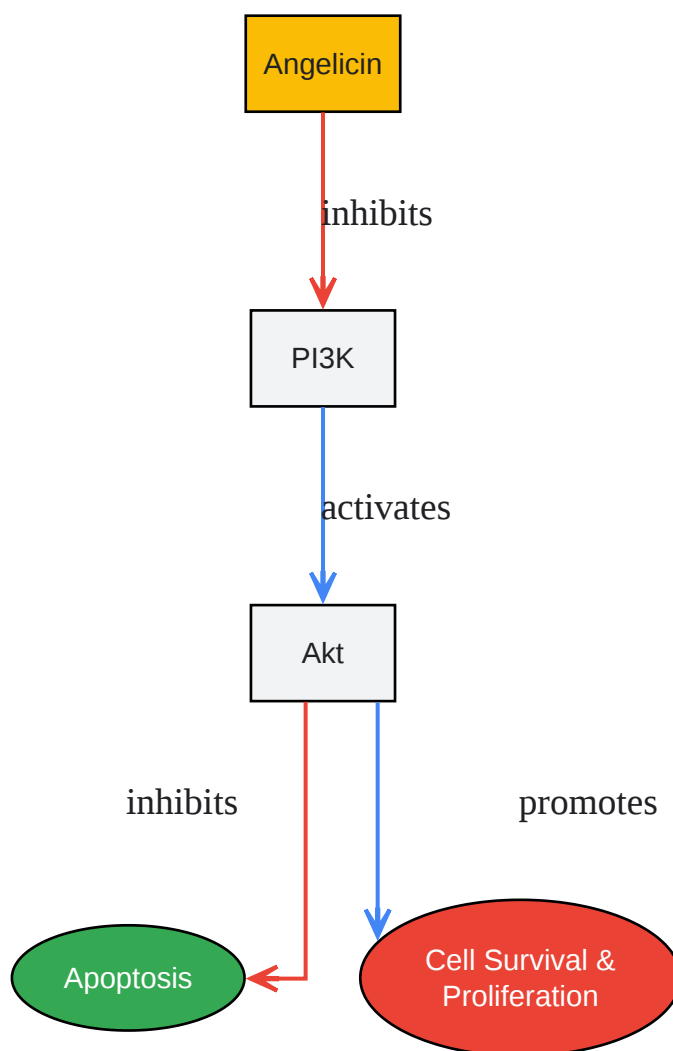 Angelicin
inhibits
PI3K
activates
Akt
inhibits
promotes
Apoptosis
Cell Survival &
Proliferation